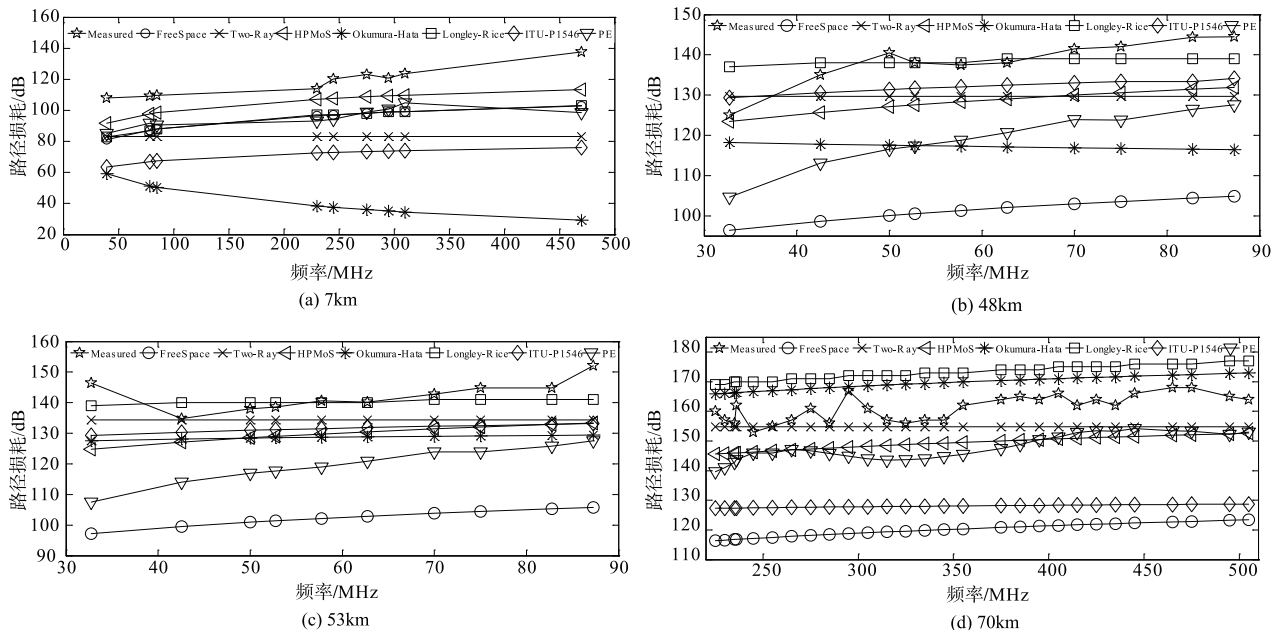 160
140
120
100
80
60
40
20
路径损耗/dB
Measured FreeSpace Two-Ray HPMoS Okumura-Hata Longley-Rice ITU-P1546 PE
0 50 100 150 200 250 300 350 400 450 500
频率/MHz
(a) 7km
150
140
130
120
110
100
路径损耗/dB
Measured FreeSpace Two-Ray HPMoS Okumura-Hata Longley-Rice ITU-P1546 PE
30 40 50 60 70 80 90
频率/MHz
(b) 48km
160
150
140
130
120
110
100
90
路径损耗/dB
Measured FreeSpace Two-Ray HPMoS Okumura-Hata Longley-Rice ITU-P1546 PE
30 40 50 60 70 80 90
频率/MHz
(c) 53km
180
170
160
150
140
130
120
110
路径损耗/dB
Measured FreeSpace Two-Ray HPMoS Okumura-Hata Longley-Rice ITU-P1546 PE
250 300 350 400 450 500
频率/MHz
(d) 70km